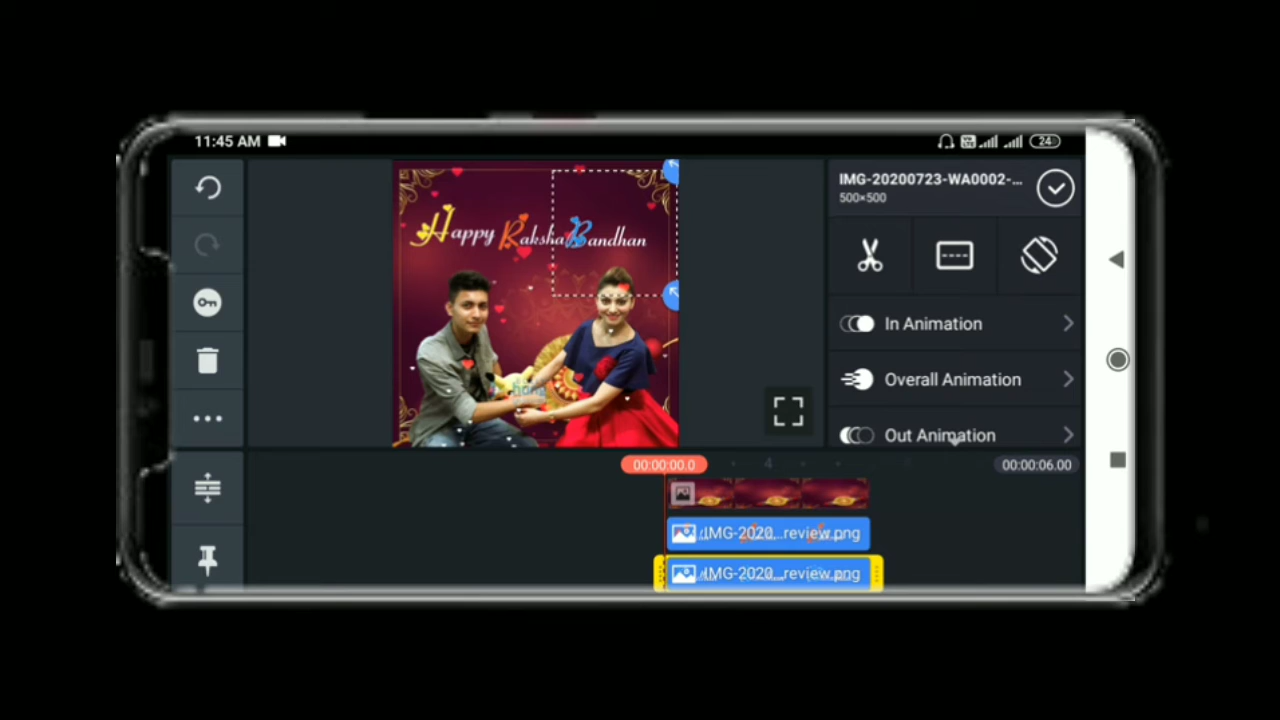 11:45 AM
24
IMG-20200723-WA0002-...
500×500
Happy Raksha Bandhan
In Animation
Overall Animation
Out Animation
00:00:00.0
4
00:00:06.00
IMG-2020...review.png
IMG-2020...review.png